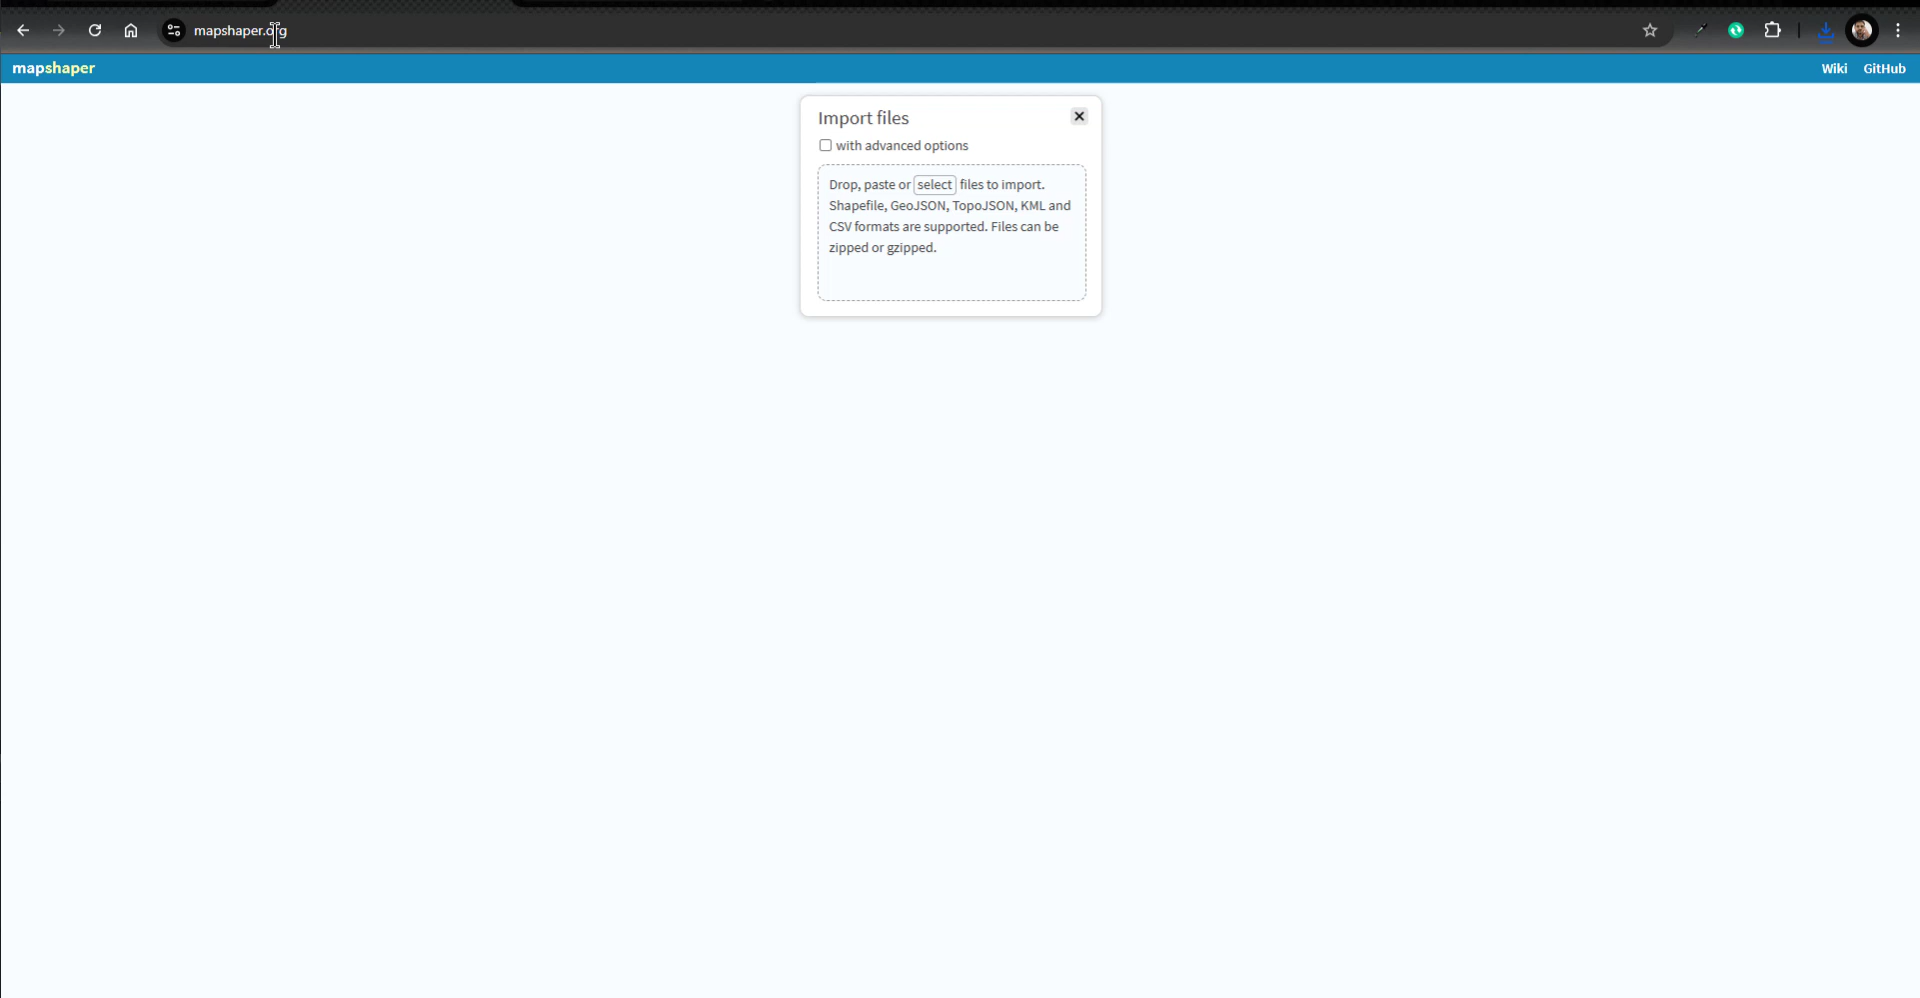 mapshaper.org
mapshaper
Wiki GitHub
Import files
with advanced options
Drop, paste or select files to import.
Shapefile, GeoJSON, TopoJSON, KML and
CSV formats are supported. Files can be
zipped or gzipped.